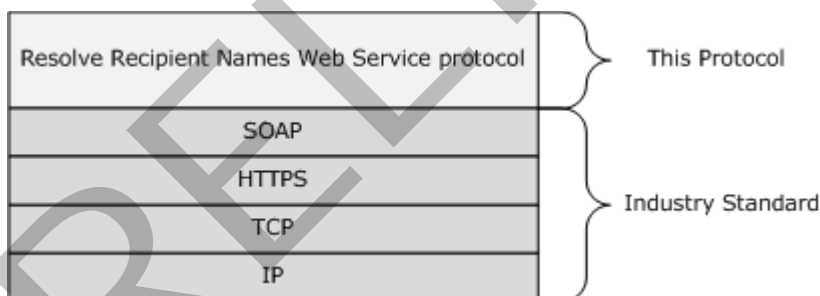 Resolve Recipient Names Web Service protocol
This Protocol
SOAP
HTTPS
Industry Standard
TCP
IP